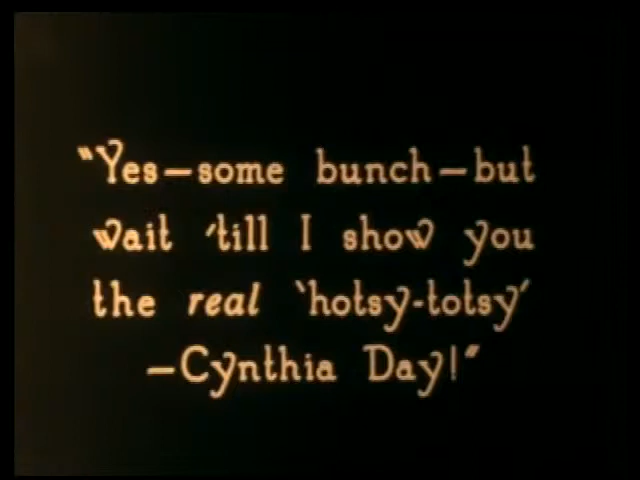 "Yes—some bunch—but
wait 'till I show you
the real 'hotsy-totsy'
—Cynthia Day!"